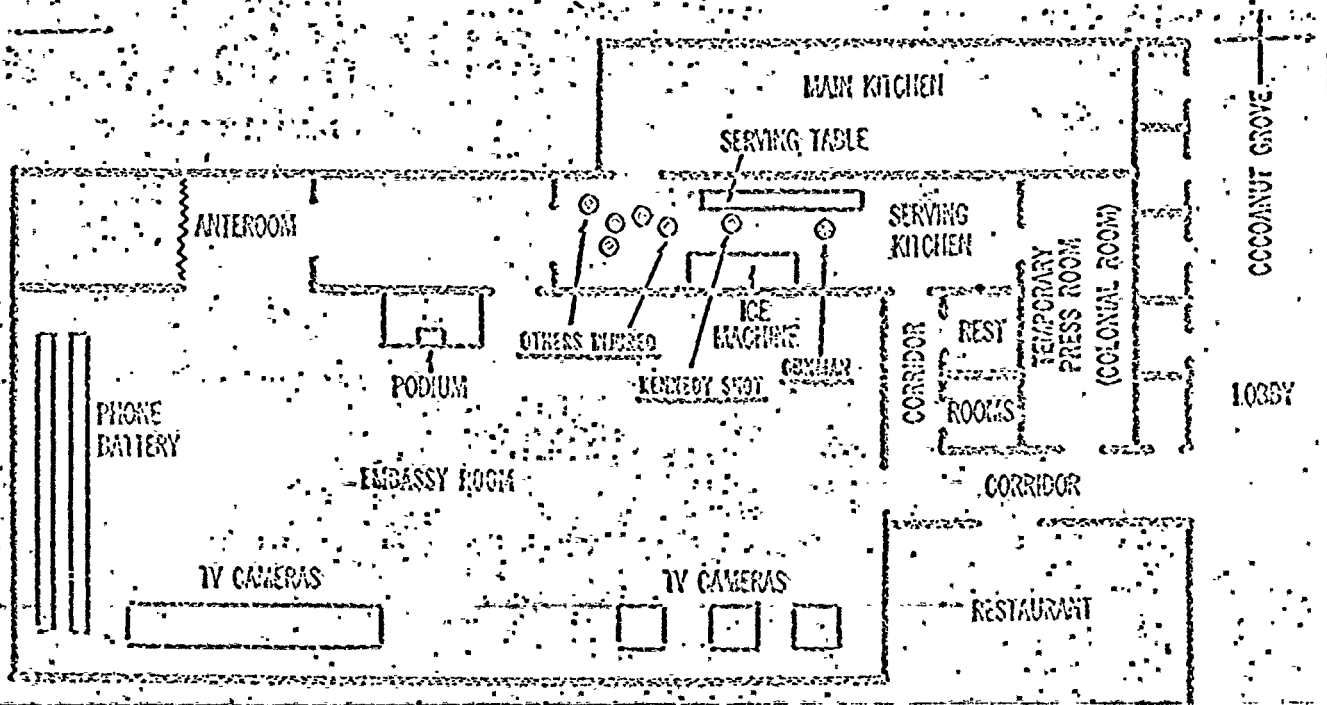 MAIN KITCHEN
SERVING TABLE
COCOANUT GROVE
ANTEROOM
SERVING
KITCHEN
TEMPORARY
PRESS ROOM
(COLONIAL ROOM)
ICE
MACHINE
OTHERS INJURED
GUNMAN
KENNEDY SHOT
PODIUM
CORRIDOR
REST
ROOMS
LOBBY
PHONE
BATTERY
EMBASSY ROOM
CORRIDOR
TV CAMERAS
TV CAMERAS
RESTAURANT